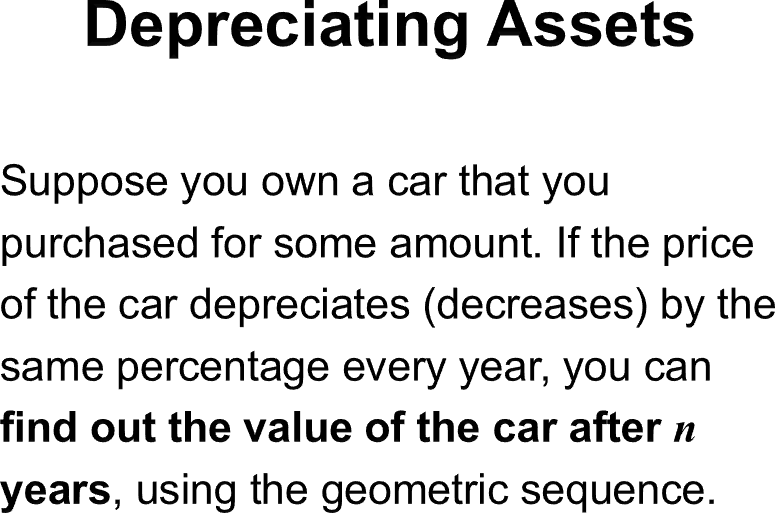 Depreciating Assets
Suppose you own a car that you
purchased for some amount. If the price
of the car depreciates (decreases) by the
same percentage every year, you can
find out the value of the car after n
years, using the geometric sequence.